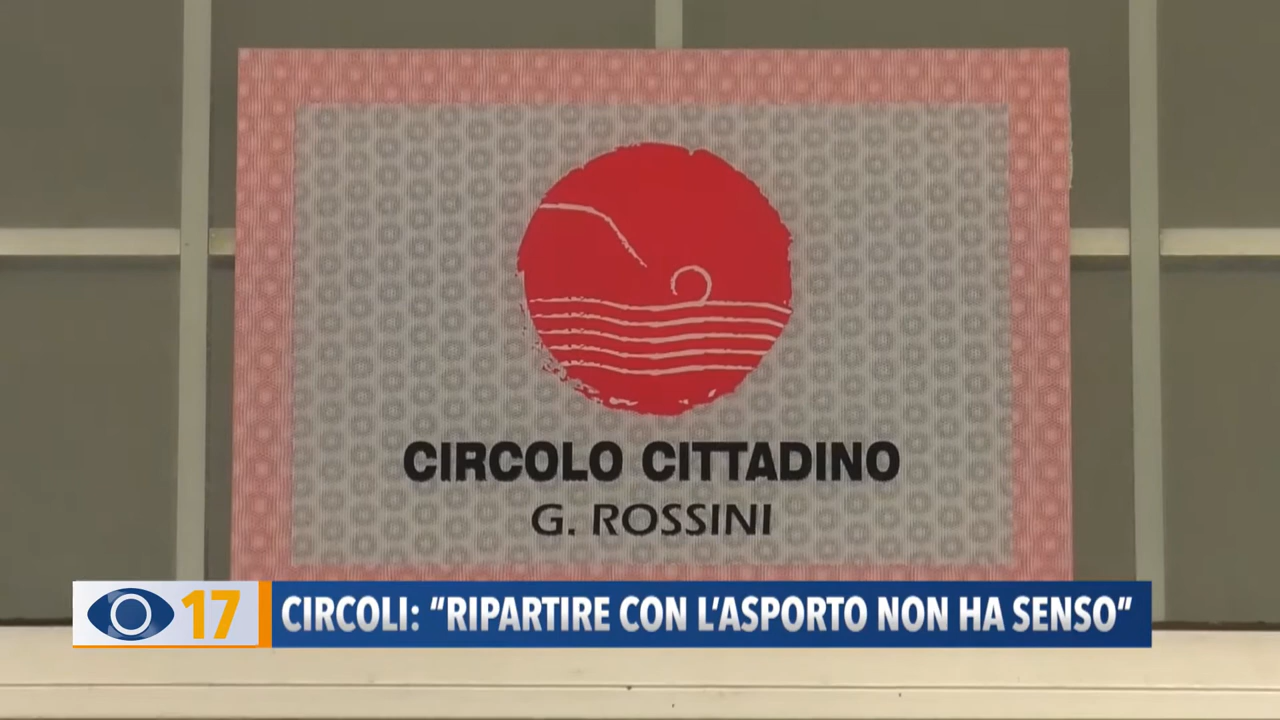 CIRCOLO CITTADINO
G. ROSSINI
17
CIRCOLI: “RIPARTIRE CON L’ASPORTO NON HA SENSO”